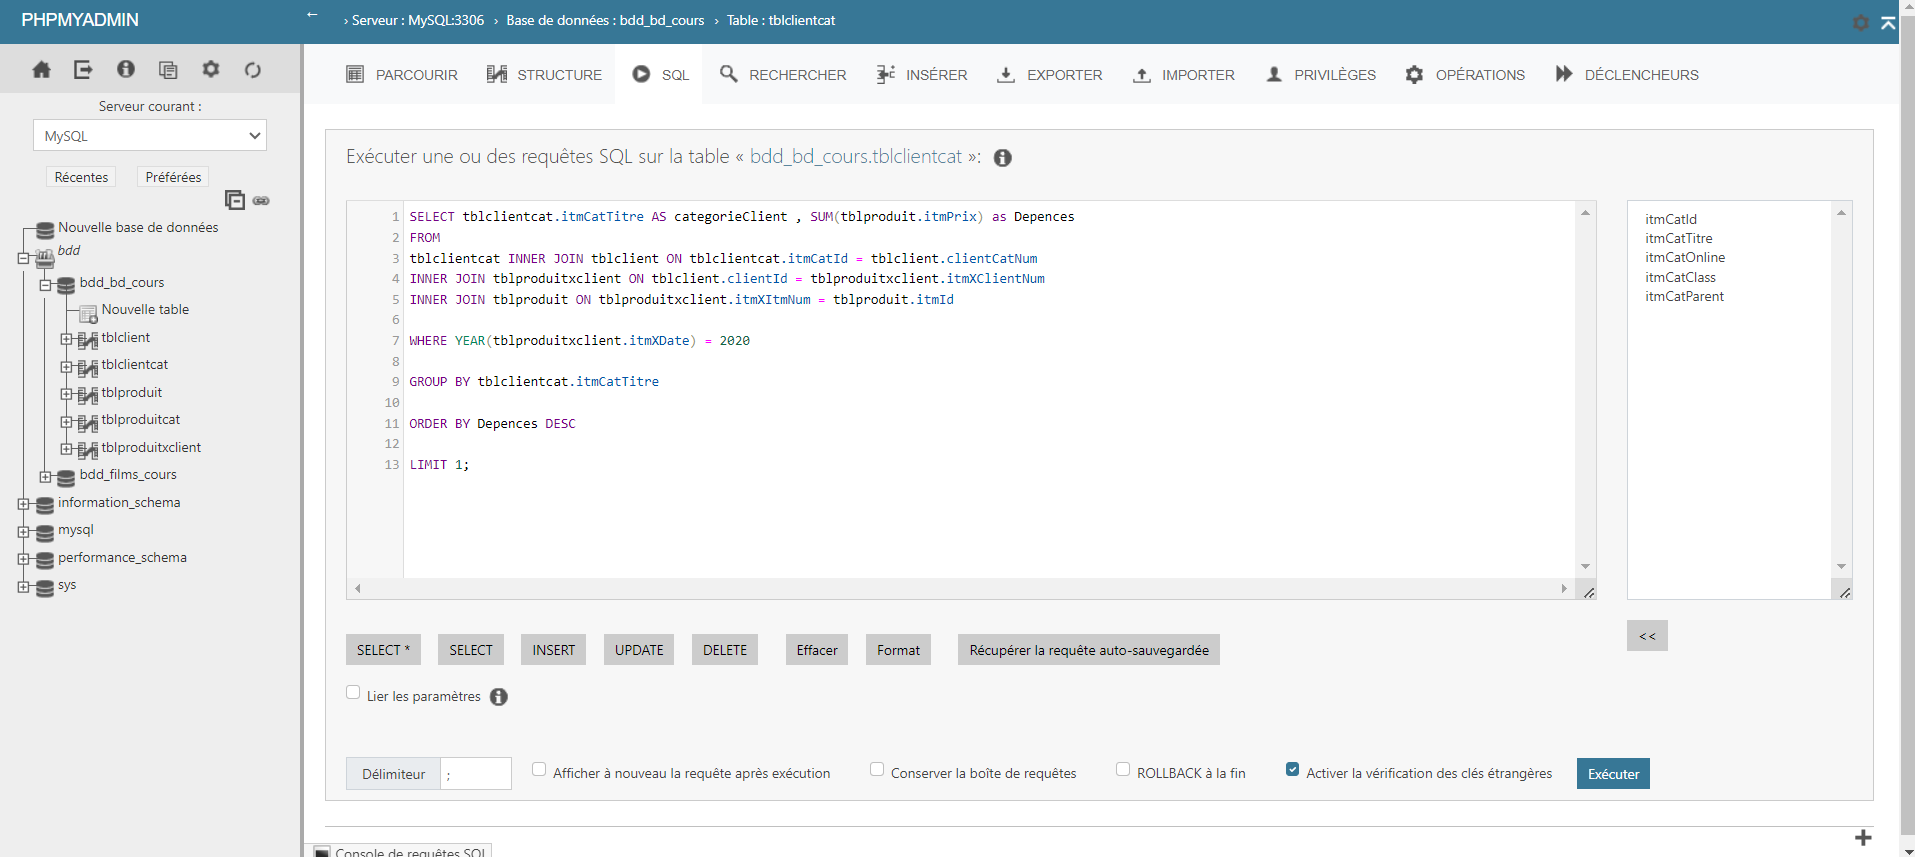 PHPMYADMIN
← › Serveur : MySQL:3306 › Base de données : bdd_bd_cours › Table : tblclientcat
Serveur courant :
MySQL
Récentes Préférées
Nouvelle base de données
bdd
bdd_bd_cours
Nouvelle table
tblclient
tblclientcat
tblproduit
tblproduitcat
tblproduitxclient
bdd_films_cours
information_schema
mysql
performance_schema
sys
PARCOURIR STRUCTURE SQL RECHERCHER INSÉRER EXPORTER IMPORTER PRIVILÈGES OPÉRATIONS DÉCLENCHEURS
Exécuter une ou des requêtes SQL sur la table « bdd_bd_cours.tblclientcat »:
1 SELECT tblclientcat.itmCatTitre AS categorieClient , SUM(tblproduit.itmPrix) as Depences
2 FROM
3 tblclientcat INNER JOIN tblclient ON tblclientcat.itmCatId = tblclient.clientCatNum
4 INNER JOIN tblproduitxclient ON tblclient.clientId = tblproduitxclient.itmXClientNum
5 INNER JOIN tblproduit ON tblproduitxclient.itmXItmNum = tblproduit.itmId
6
7 WHERE YEAR(tblproduitxclient.itmXDate) = 2020
8
9 GROUP BY tblclientcat.itmCatTitre
10
11 ORDER BY Depences DESC
12
13 LIMIT 1;
itmCatId
itmCatTitre
itmCatOnline
itmCatClass
itmCatParent
<<
SELECT * SELECT INSERT UPDATE DELETE Effacer Format Récupérer la requête auto-sauvegardée
Lier les paramètres
Délimiteur ; Afficher à nouveau la requête après exécution Conserver la boîte de requêtes ROLLBACK à la fin Activer la vérification des clés étrangères Exécuter
Console de requêtes SQL